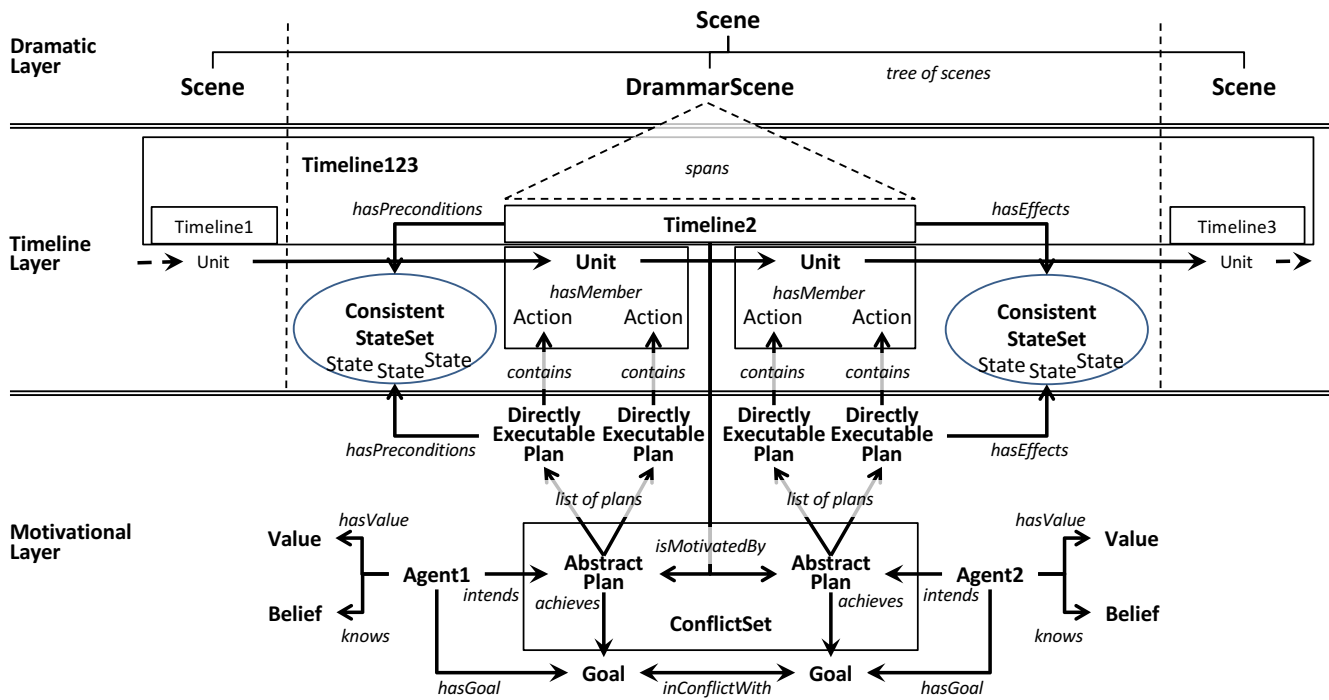 Scene
Dramatic
Layer
tree of scenes
Scene
DrammarScene
Scene
Timeline123
spans
hasPreconditions
hasEffects
Timeline1
Timeline2
Timeline3
Timeline
Layer
Unit
Unit
Unit
Unit
hasMember
hasMember
Consistent
StateSet
State State State
Action
Action
Action
Action
Consistent
StateSet
State State State
contains
contains
contains
contains
Directly
Executable
Plan
Directly
Executable
Plan
Directly
Executable
Plan
Directly
Executable
Plan
hasPreconditions
hasEffects
list of plans
list of plans
Motivational
Layer
hasValue
hasValue
Value
Value
isMotivatedBy
Abstract
Plan
Abstract
Plan
Agent1
Agent2
intends
intends
achieves
achieves
Belief
Belief
knows
knows
ConflictSet
Goal
Goal
hasGoal
inConflictWith
hasGoal